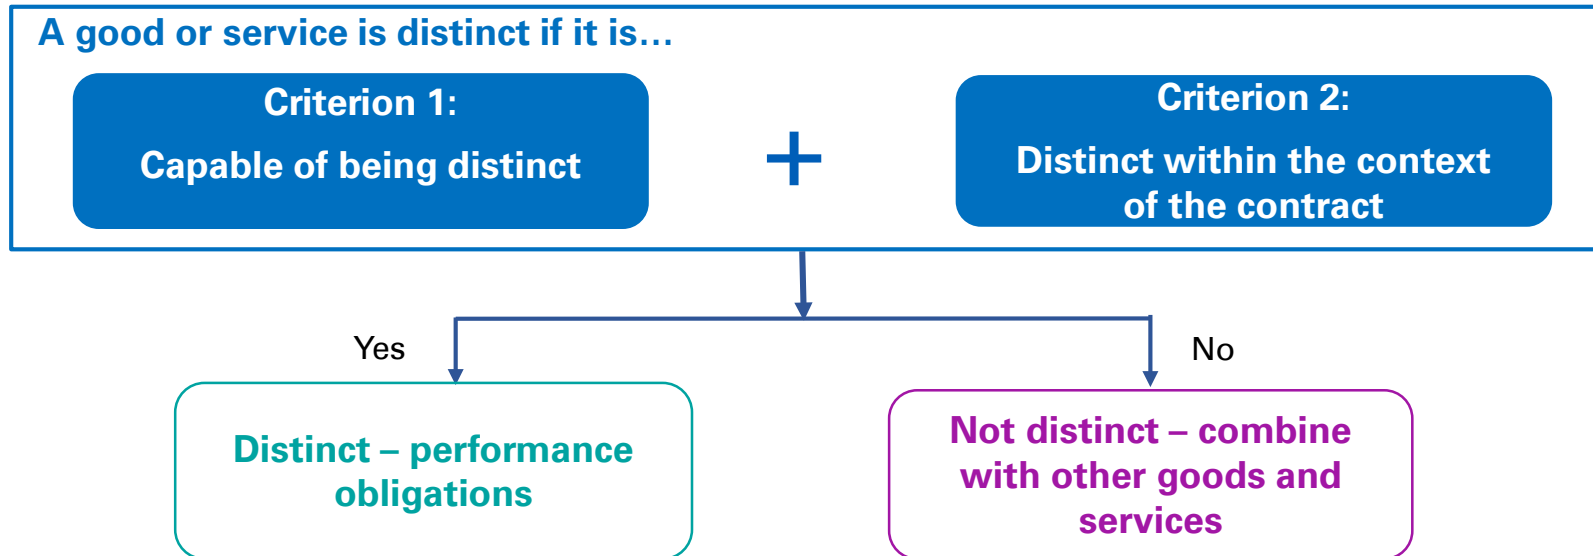 A good or service is distinct if it is…
Criterion 1:
Capable of being distinct
+
Criterion 2:
Distinct within the context
of the contract
Yes
No
Distinct – performance
obligations
Not distinct – combine
with other goods and
services